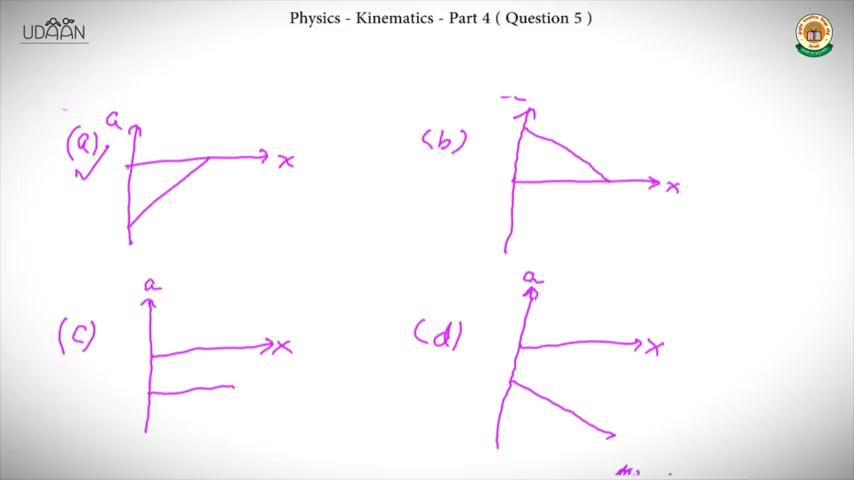 UDAAN
Physics - Kinematics - Part 4 ( Question 5 )
a
(a)
x
(b)
x
a
(c)
x
a
(d)
x